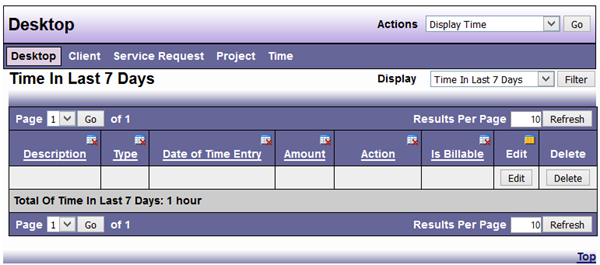 Desktop Actions Display Time Go
Desktop Client Service Request Project Time
Time In Last 7 Days Display Time In Last 7 Days Filter
Page 1 Go of 1 Results Per Page 10 Refresh
Description Type Date of Time Entry Amount Action Is Billable Edit Delete
Edit Delete
Total Of Time In Last 7 Days: 1 hour
Page 1 Go of 1 Results Per Page 10 Refresh
Top